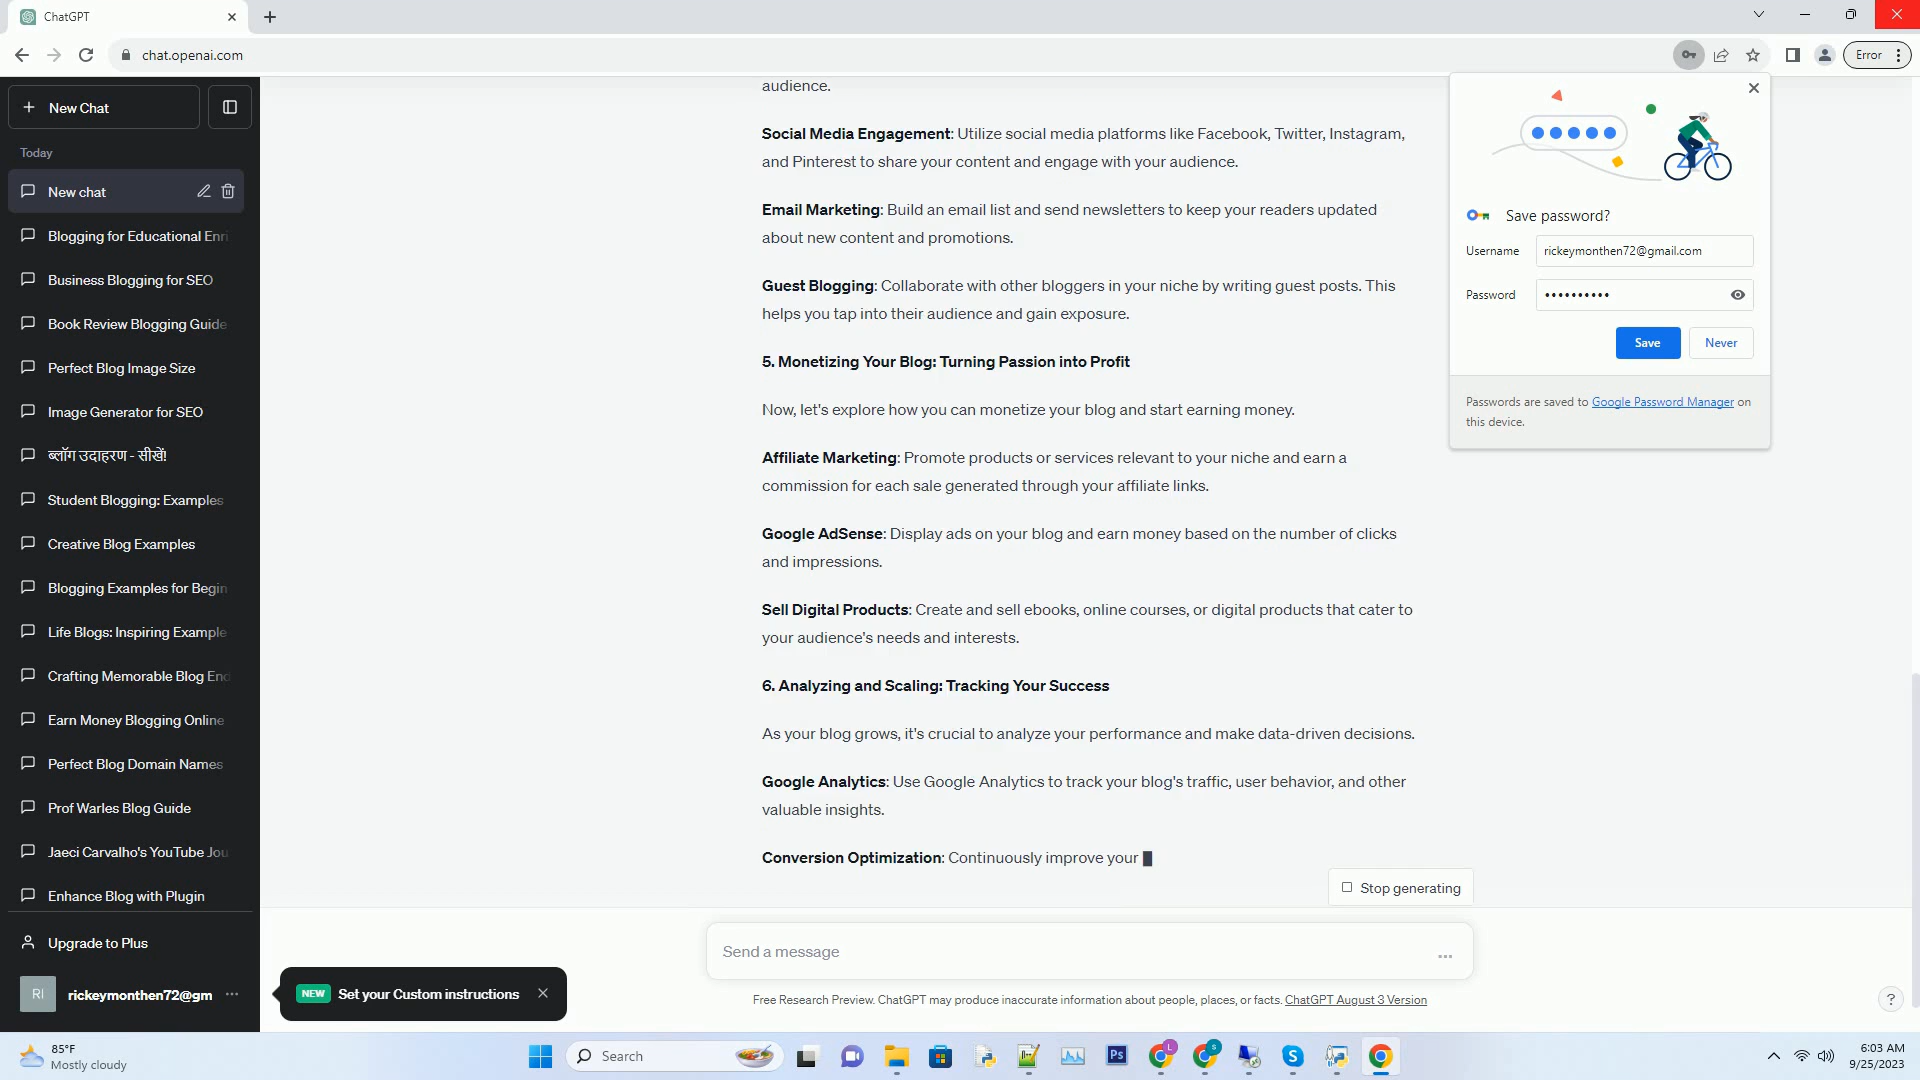 ChatGPT
chat.openai.com
Error
New Chat
Today
New chat
Blogging for Educational Enri
Business Blogging for SEO
Book Review Blogging Guide
Perfect Blog Image Size
Image Generator for SEO
ब्लॉग उदाहरण - सीखें!
Student Blogging: Examples
Creative Blog Examples
Blogging Examples for Begin
Life Blogs: Inspiring Example
Crafting Memorable Blog End
Earn Money Blogging Online
Perfect Blog Domain Names
Prof Warles Blog Guide
Jaeci Carvalho's YouTube Jou
Enhance Blog with Plugin
Upgrade to Plus
RI rickeymonthen72@gm
audience.
Social Media Engagement: Utilize social media platforms like Facebook, Twitter, Instagram,
and Pinterest to share your content and engage with your audience.
Email Marketing: Build an email list and send newsletters to keep your readers updated
about new content and promotions.
Guest Blogging: Collaborate with other bloggers in your niche by writing guest posts. This
helps you tap into their audience and gain exposure.
5. Monetizing Your Blog: Turning Passion into Profit
Now, let's explore how you can monetize your blog and start earning money.
Affiliate Marketing: Promote products or services relevant to your niche and earn a
commission for each sale generated through your affiliate links.
Google AdSense: Display ads on your blog and earn money based on the number of clicks
and impressions.
Sell Digital Products: Create and sell ebooks, online courses, or digital products that cater to
your audience's needs and interests.
6. Analyzing and Scaling: Tracking Your Success
As your blog grows, it's crucial to analyze your performance and make data-driven decisions.
Google Analytics: Use Google Analytics to track your blog's traffic, user behavior, and other
valuable insights.
Conversion Optimization: Continuously improve your
Stop generating
Send a message
NEW Set your Custom instructions
Free Research Preview. ChatGPT may produce inaccurate information about people, places, or facts. ChatGPT August 3 Version
?
Save password?
Username rickeymonthen72@gmail.com
Password ••••••••••
Save Never
Passwords are saved to Google Password Manager on
this device.
85°F
Mostly cloudy
Search
Ps
L
S
6:03 AM
9/25/2023